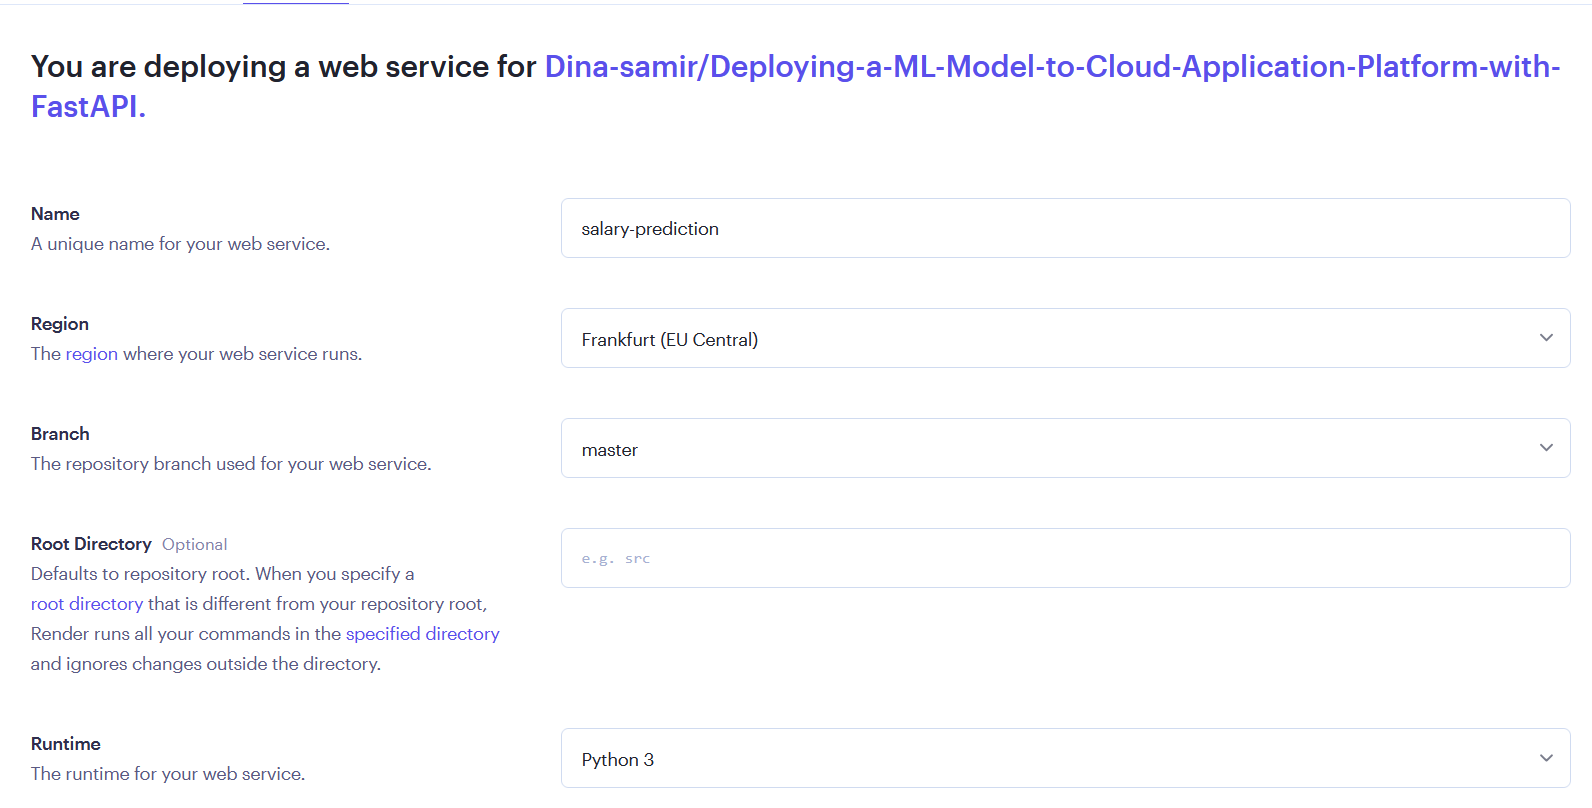 You are deploying a web service for Dina-samir/Deploying-a-ML-Model-to-Cloud-Application-Platform-with-
FastAPI.
Name
A unique name for your web service.
salary-prediction
Region
The region where your web service runs.
Frankfurt (EU Central)
Branch
The repository branch used for your web service.
master
Root Directory Optional
Defaults to repository root. When you specify a
root directory that is different from your repository root,
Render runs all your commands in the specified directory
and ignores changes outside the directory.
e.g. src
Runtime
The runtime for your web service.
Python 3